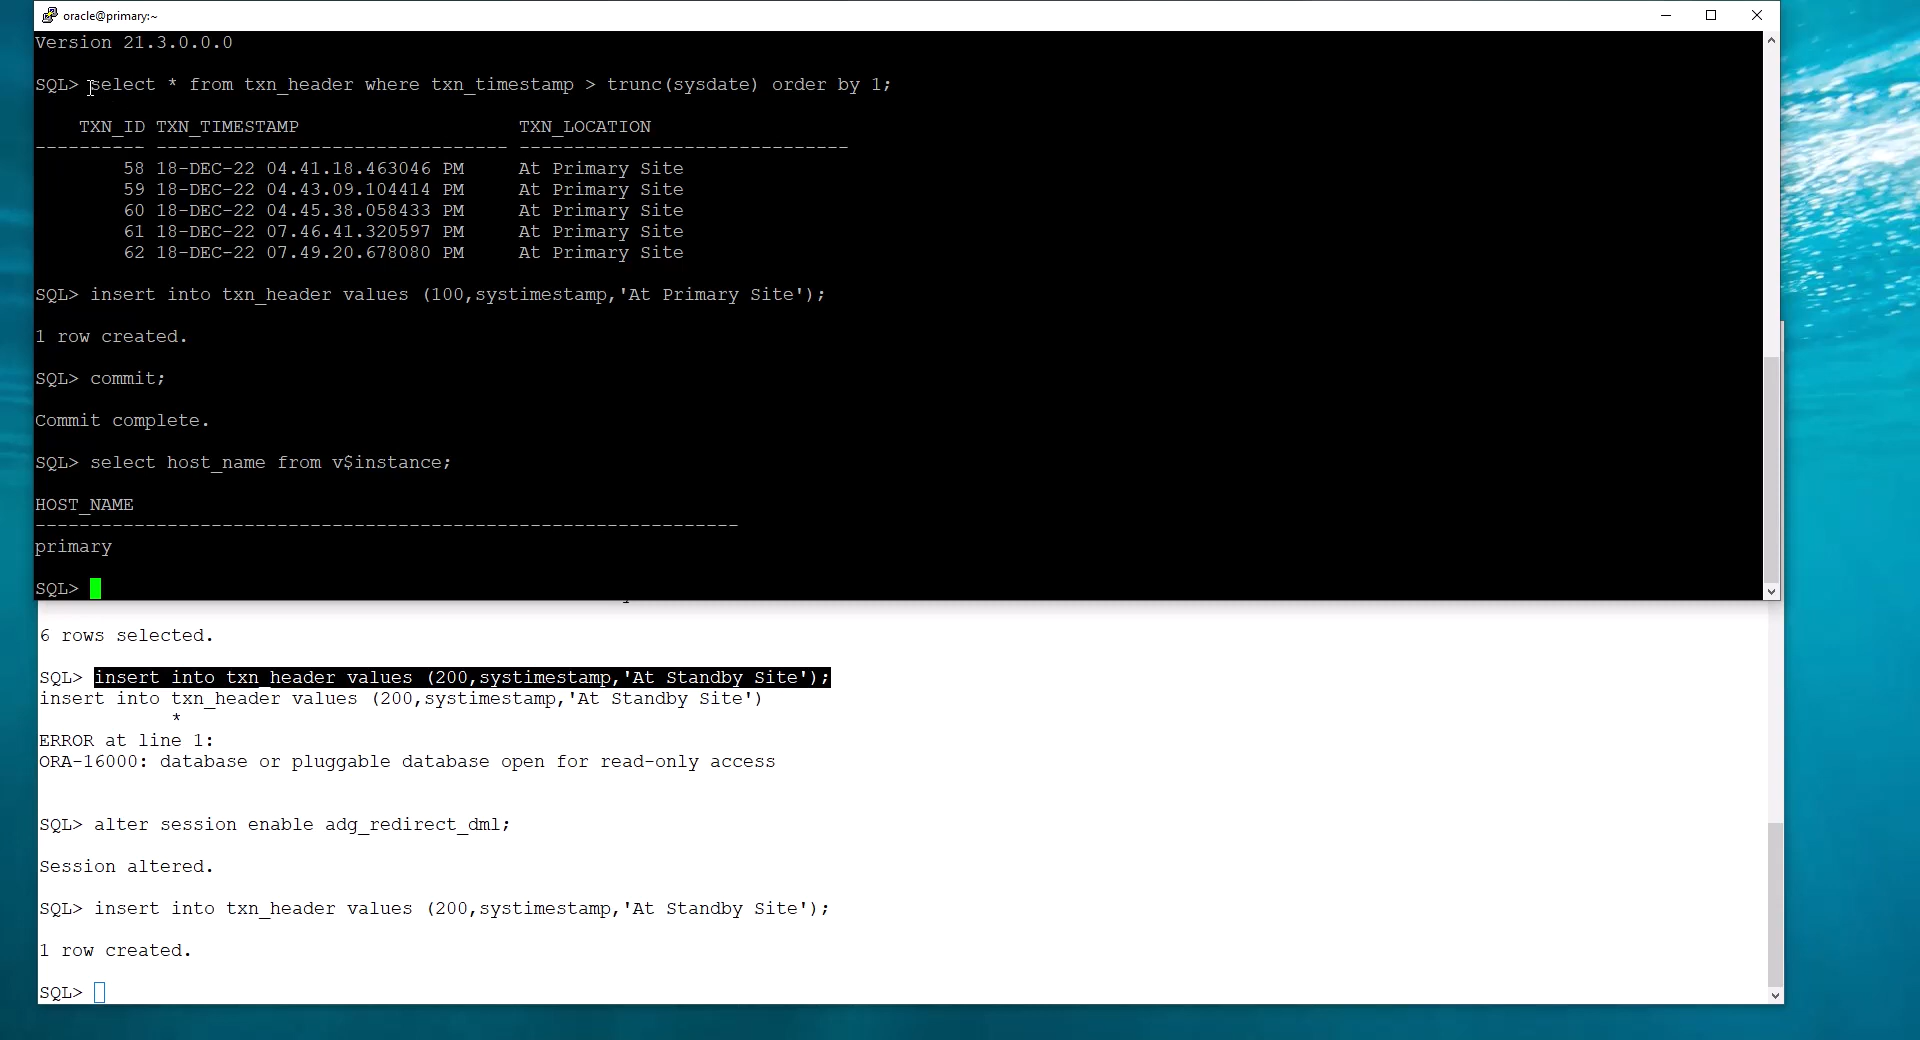 oracle@primary:~
Version 21.3.0.0.0
SQL> select * from txn_header where txn_timestamp > trunc(sysdate) order by 1;
TXN_ID TXN_TIMESTAMP TXN_LOCATION
---------- -------------------------------- ------------------------------
58 18-DEC-22 04.41.18.463046 PM At Primary Site
59 18-DEC-22 04.43.09.104414 PM At Primary Site
60 18-DEC-22 04.45.38.058433 PM At Primary Site
61 18-DEC-22 07.46.41.320597 PM At Primary Site
62 18-DEC-22 07.49.20.678080 PM At Primary Site
SQL> insert into txn_header values (100,systimestamp,'At Primary Site');
1 row created.
SQL> commit;
Commit complete.
SQL> select host_name from v$instance;
HOST_NAME
----------------------------------------------------------------
primary
SQL>
6 rows selected.
SQL> insert into txn_header values (200,systimestamp,'At Standby Site');
insert into txn_header values (200,systimestamp,'At Standby Site')
*
ERROR at line 1:
ORA-16000: database or pluggable database open for read-only access
SQL> alter session enable adg_redirect_dml;
Session altered.
SQL> insert into txn_header values (200,systimestamp,'At Standby Site');
1 row created.
SQL>